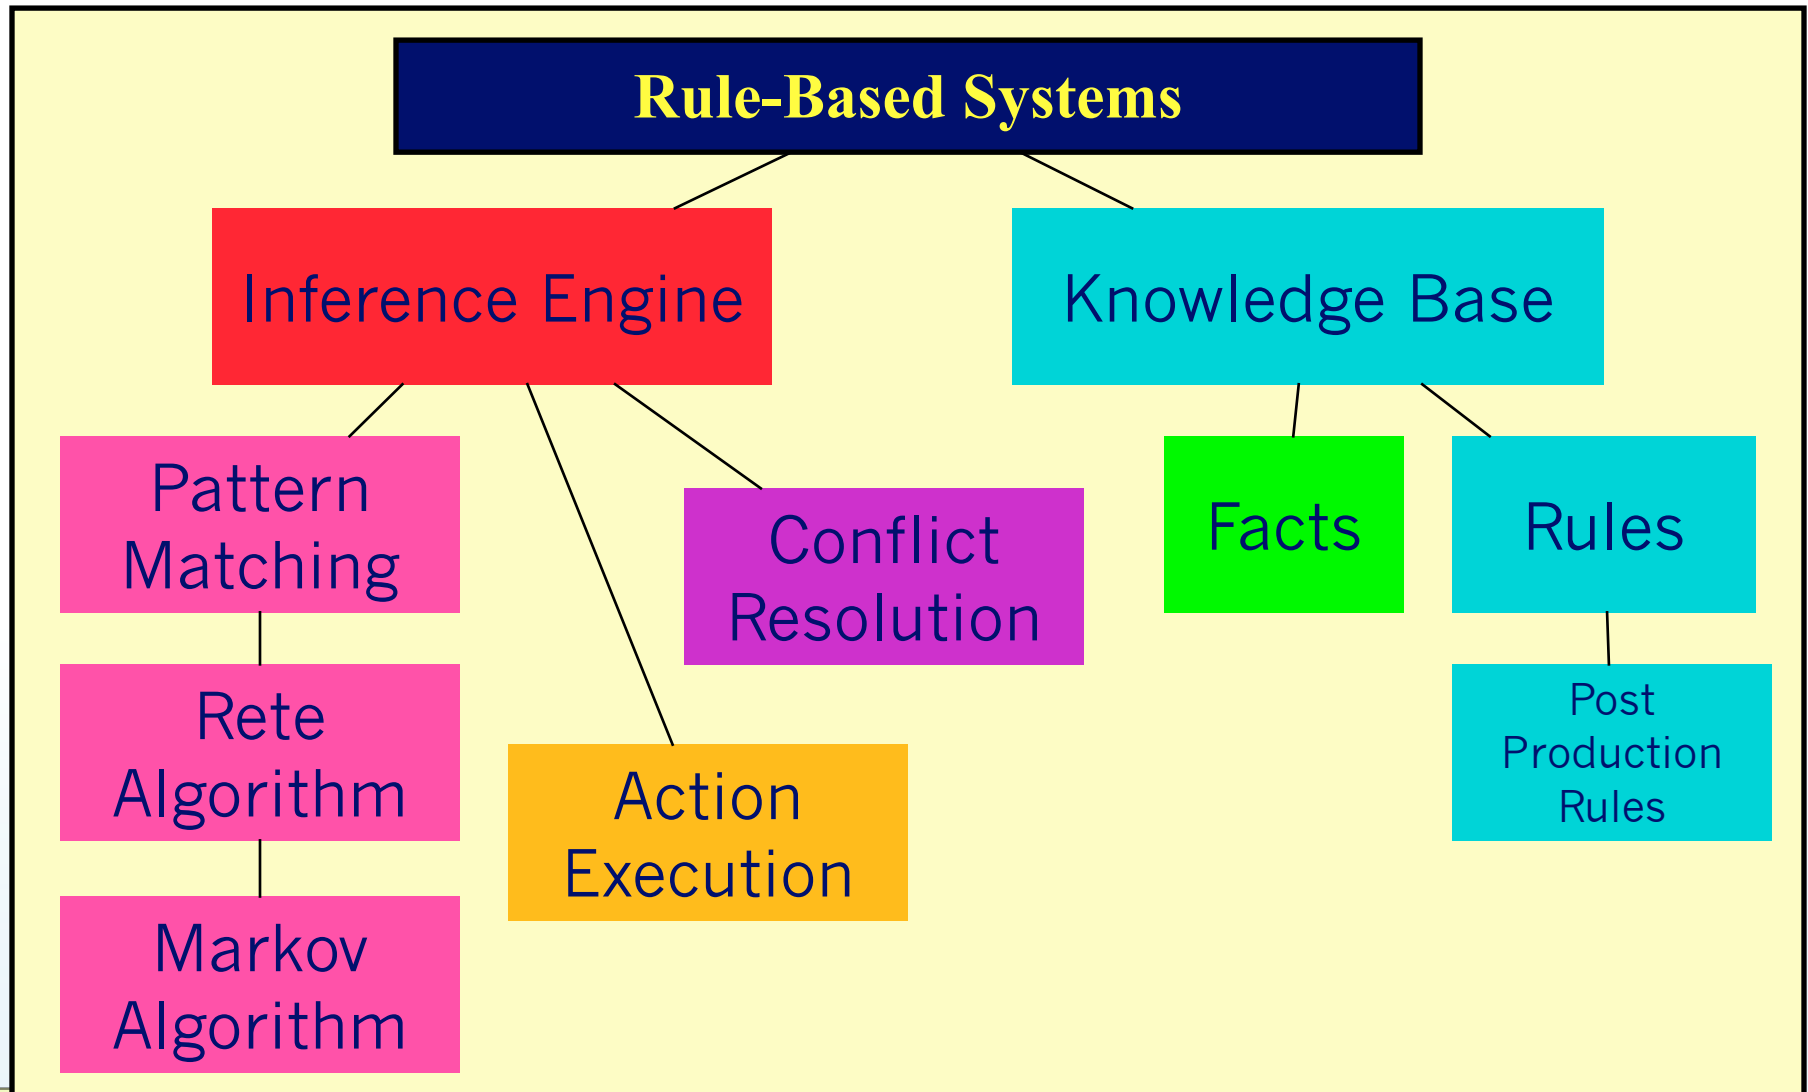 Rule-Based Systems
Inference Engine
Knowledge Base
Pattern
Matching
Conflict
Resolution
Facts
Rules
Rete
Algorithm
Action
Execution
Post
Production
Rules
Markov
Algorithm